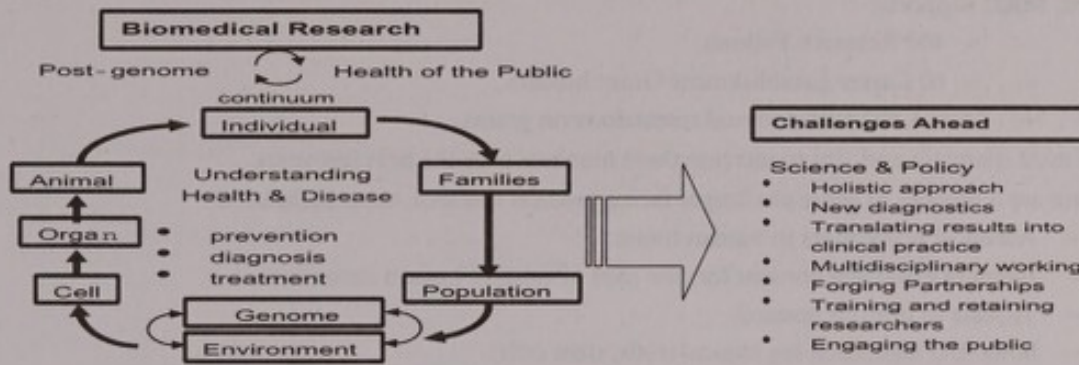 Biomedical Research
Post-genome
Health of the Public
continuum
Individual
Animal
Understanding
Health & Disease
Families
Organ
• prevention
• diagnosis
• treatment
Cell
Population
Genome
Environment
Challenges Ahead
Science & Policy
• Holistic approach
• New diagnostics
• Translating results into
clinical practice
• Multidisciplinary working
• Forging Partnerships
• Training and retaining
researchers
• Engaging the public